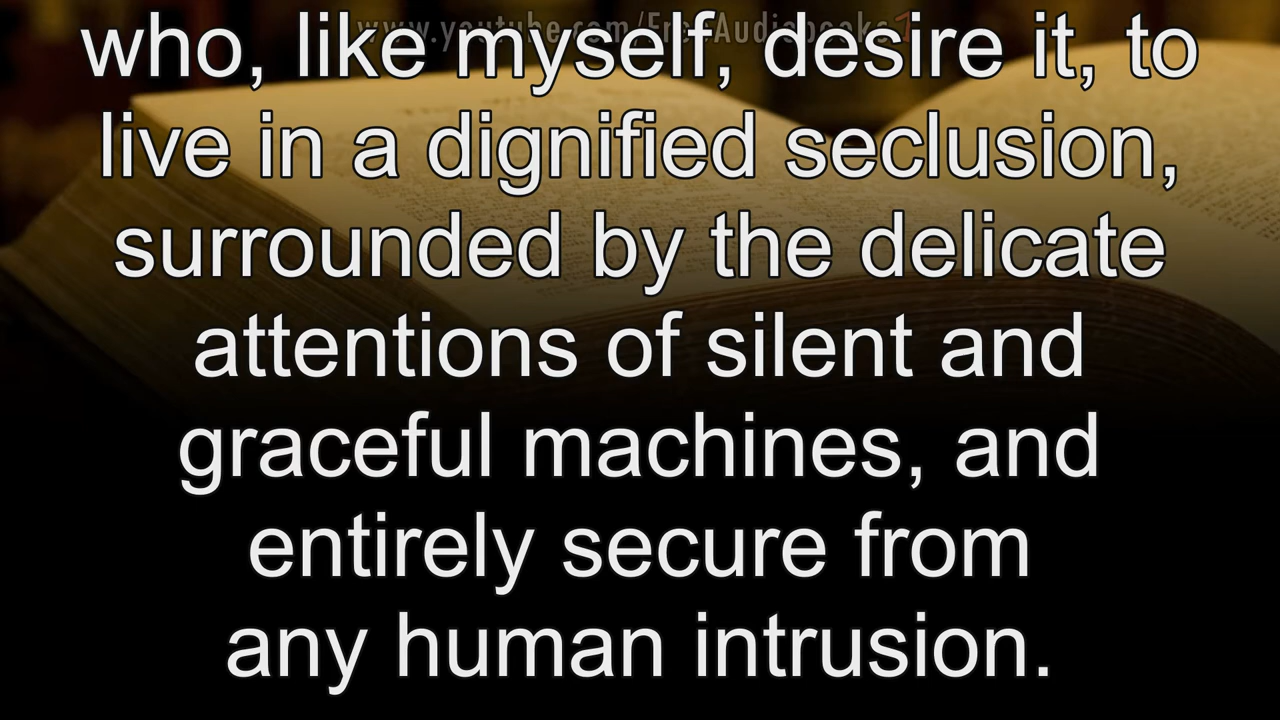 www.youtube.com/FreeAudiobooks
who, like myself, desire it, to
live in a dignified seclusion,
surrounded by the delicate
attentions of silent and
graceful machines, and
entirely secure from
any human intrusion.